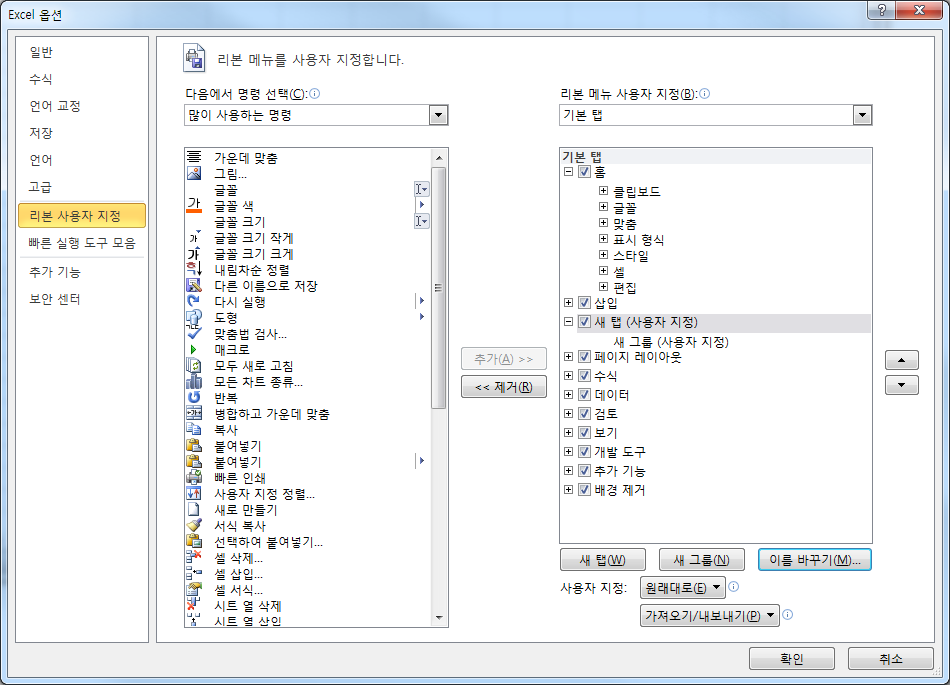 Excel 옵션
일반
수식
언어 교정
저장
언어
고급
리본 사용자 지정
빠른 실행 도구 모음
추가 기능
보안 센터
리본 메뉴를 사용자 지정합니다.
다음에서 명령 선택(C):
많이 사용하는 명령
가운데 맞춤
그림...
글꼴
글꼴 색
글꼴 크기
글꼴 크기 작게
글꼴 크기 크게
내림차순 정렬
다른 이름으로 저장
다시 실행
도형
맞춤법 검사...
매크로
모두 새로 고침
모든 차트 종류...
반복
병합하고 가운데 맞춤
복사
붙여넣기
붙여넣기
빠른 인쇄
사용자 지정 정렬...
새로 만들기
서식 복사
선택하여 붙여넣기...
셀 삭제...
셀 삽입...
셀 서식...
시트 열 삭제
시트 열 삽입
추가(A) >>
<< 제거(R)
리본 메뉴 사용자 지정(B):
기본 탭
기본 탭
홈
클립보드
글꼴
맞춤
표시 형식
스타일
셀
편집
삽입
새 탭 (사용자 지정)
새 그룹 (사용자 지정)
페이지 레이아웃
수식
데이터
검토
보기
개발 도구
추가 기능
배경 제거
새 탭(W)
새 그룹(N)
이름 바꾸기(M)...
사용자 지정:
원래대로(E)
가져오기/내보내기(P)
확인
취소